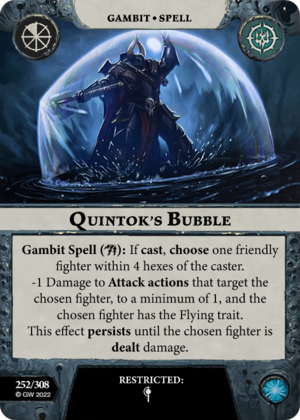 GAMBIT • SPELL
QUINTOK'S BUBBLE
Gambit Spell (): If cast, choose one friendly
fighter within 4 hexes of the caster.
-1 Damage to Attack actions that target the
chosen fighter, to a minimum of 1, and the
chosen fighter has the Flying trait.
This effect persists until the chosen fighter is
dealt damage.
252/308
© GW 2022
RESTRICTED: